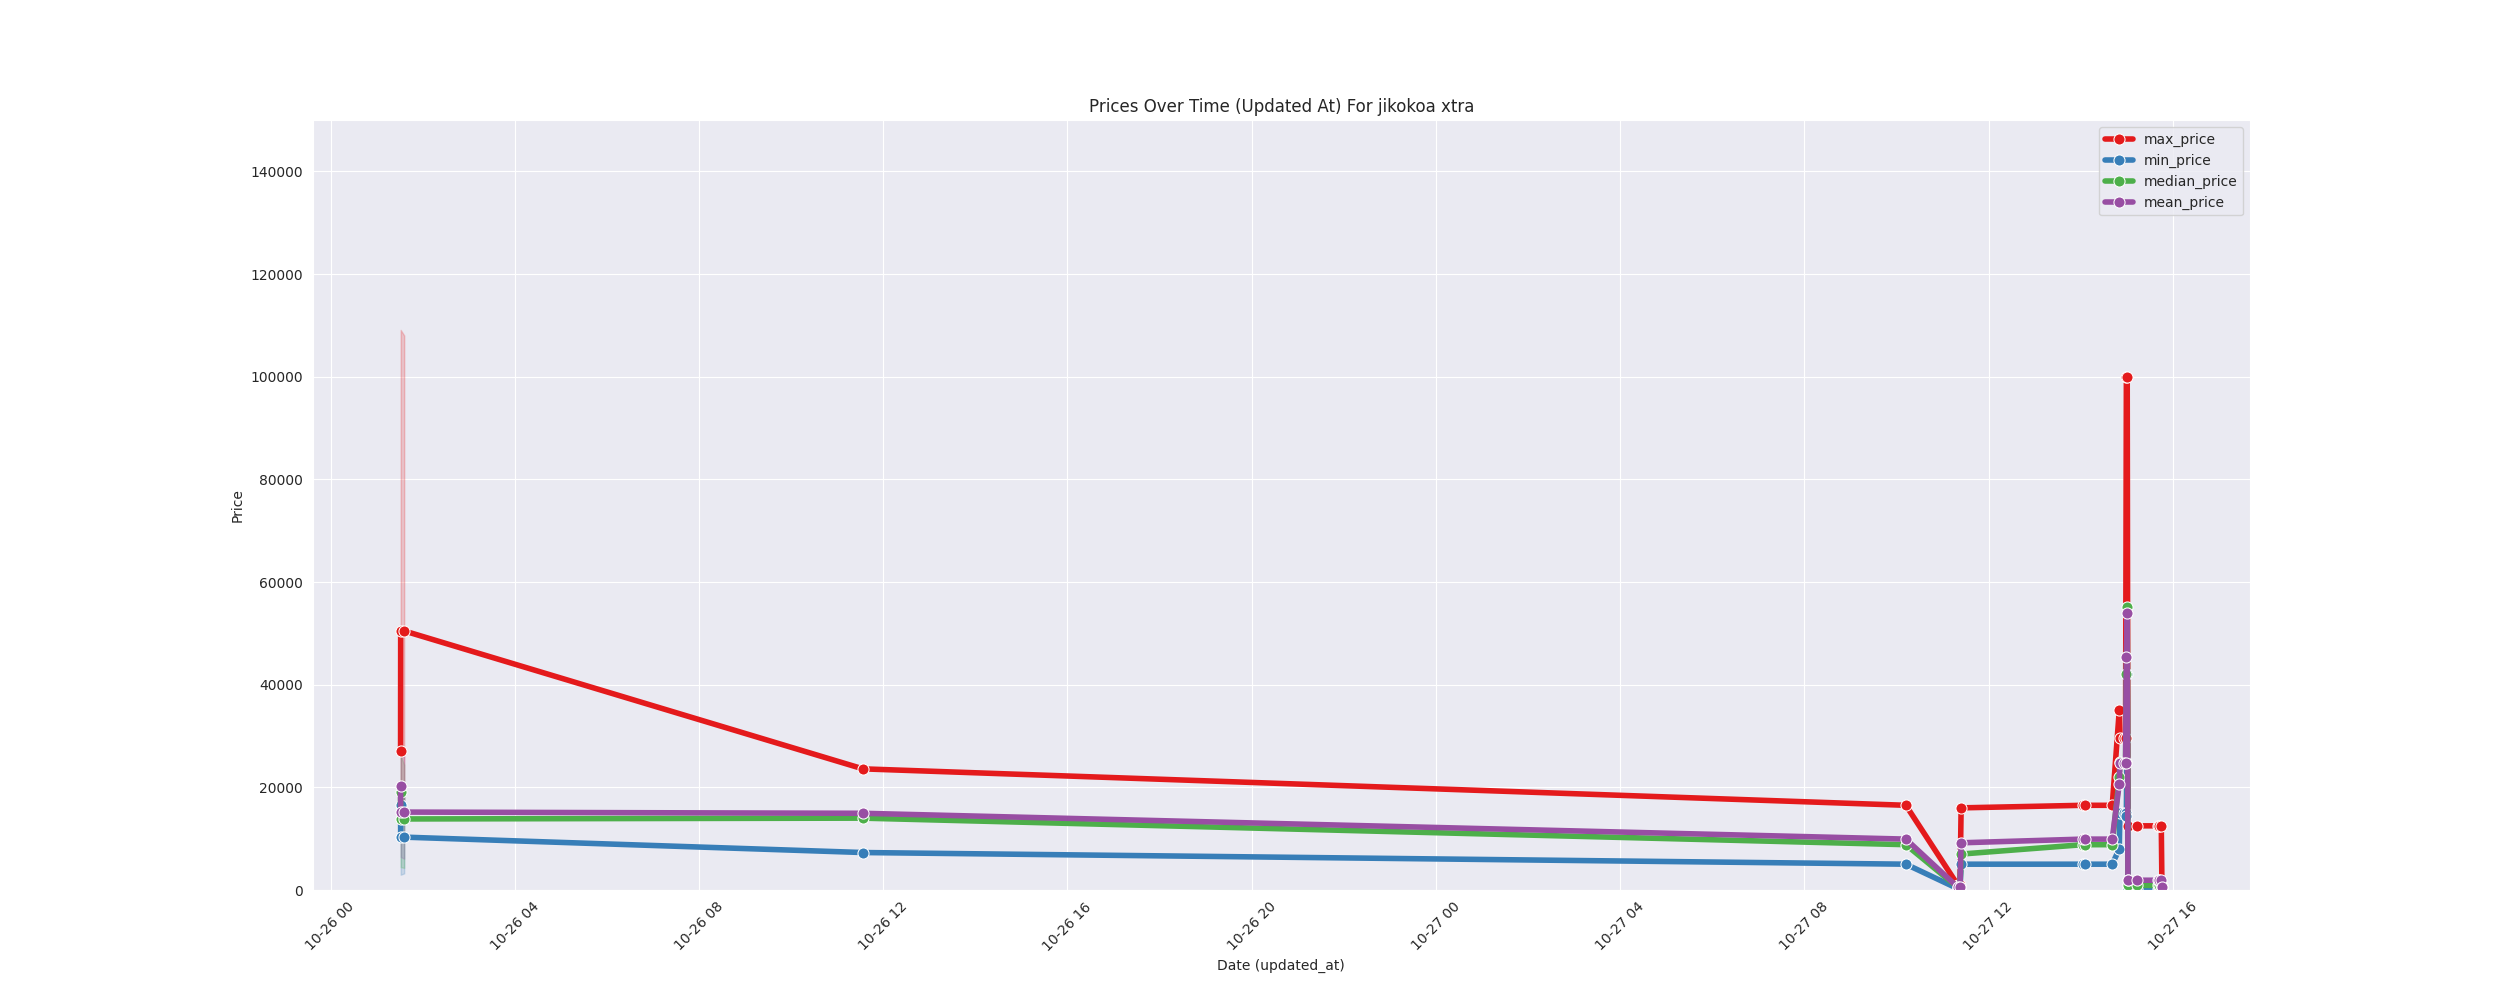 Prices Over Time (Updated At) For jikokoa xtra
max_price
min_price
median_price
mean_price
140000
120000
100000
80000
60000
40000
20000
0
Price
10-26 00
10-26 04
10-26 08
10-26 12
10-26 16
10-26 20
10-27 00
10-27 04
10-27 08
10-27 12
10-27 16
Date (updated_at)